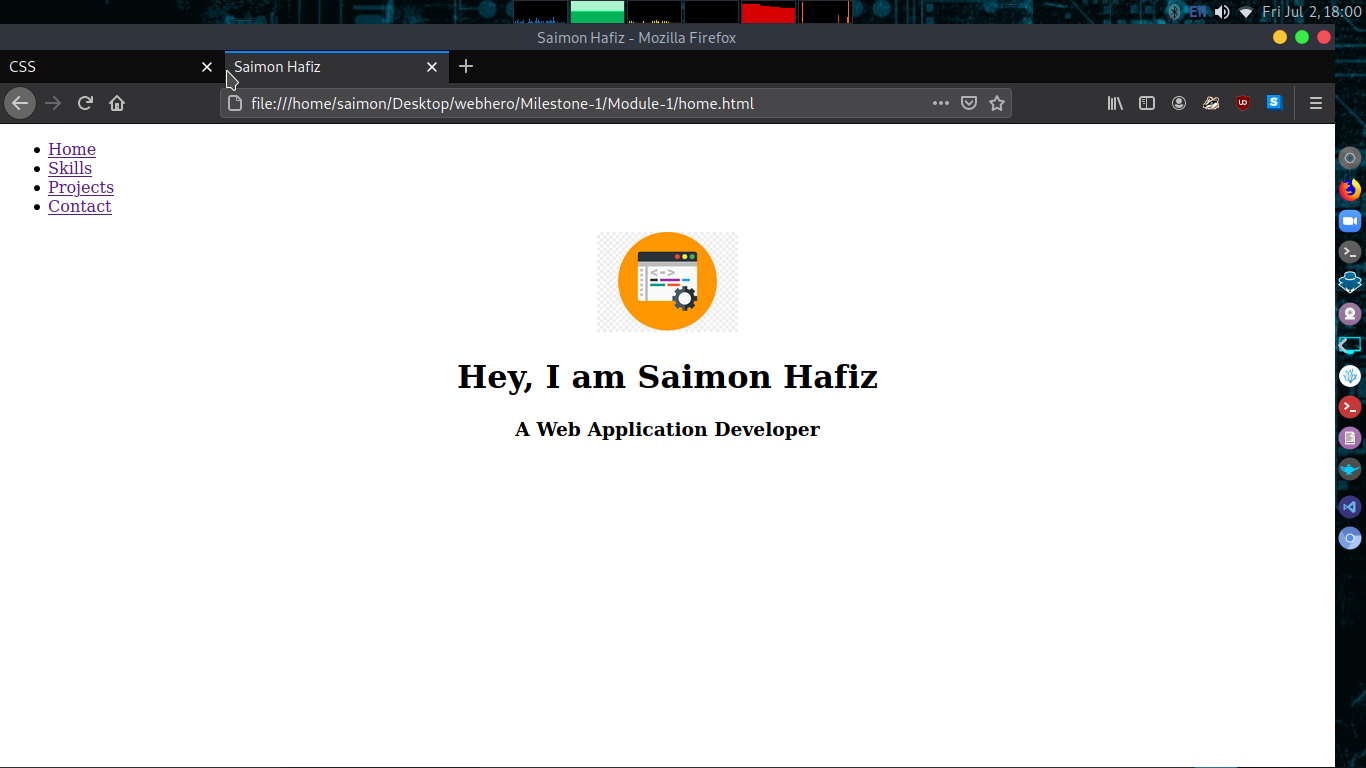 EN Fri Jul 2, 18:00
Saimon Hafiz - Mozilla Firefox
CSS Saimon Hafiz
file:///home/saimon/Desktop/webhero/Milestone-1/Module-1/home.html
Home
Skills
Projects
Contact
<->
Hey, I am Saimon Hafiz
A Web Application Developer